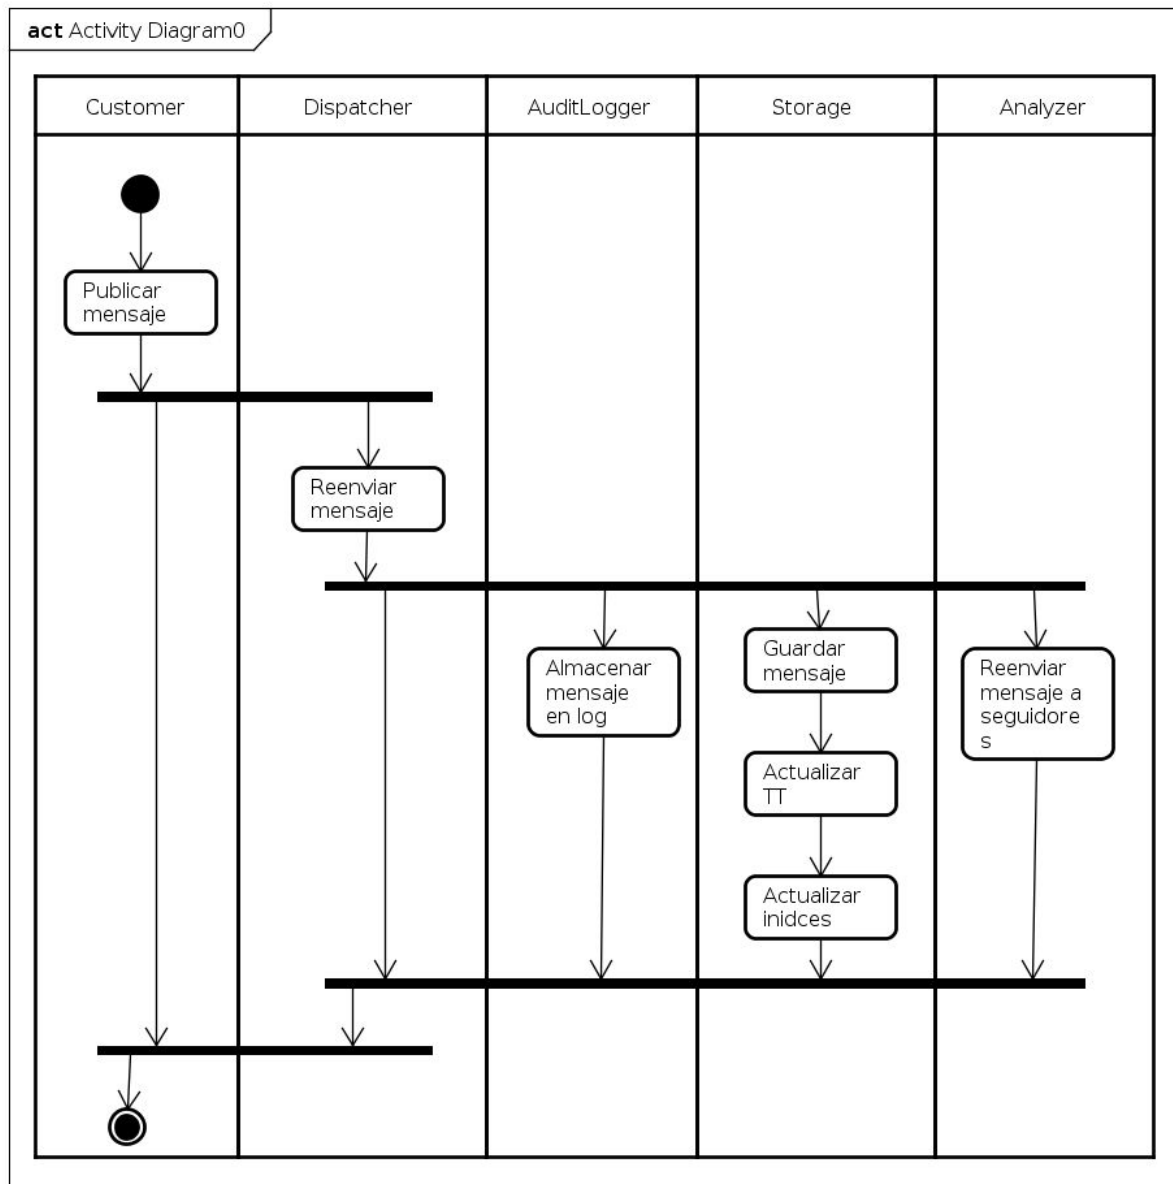 act Activity Diagram0
Customer
Dispatcher
AuditLogger
Storage
Analyzer
Publicar
mensaje
Reenviar
mensaje
Almacenar
mensaje
en log
Guardar
mensaje
Actualizar
TT
Actualizar
inidces
Reenviar
mensaje a
seguidore
s